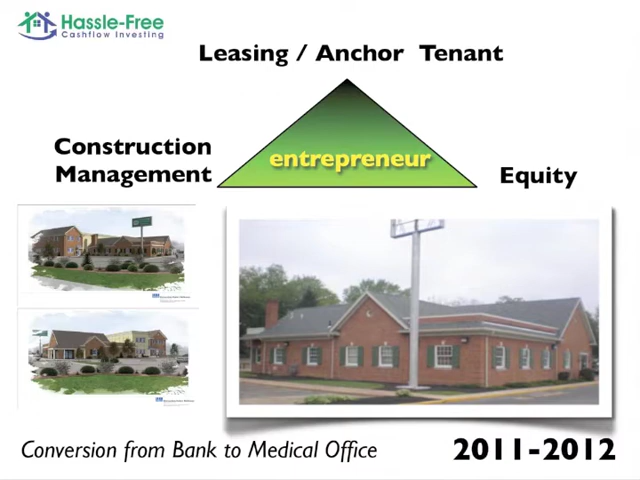 Hassle-Free
Cashflow Investing
Leasing / Anchor Tenant
Construction
Management
entrepreneur
Equity
Conversion from Bank to Medical Office
2011-2012